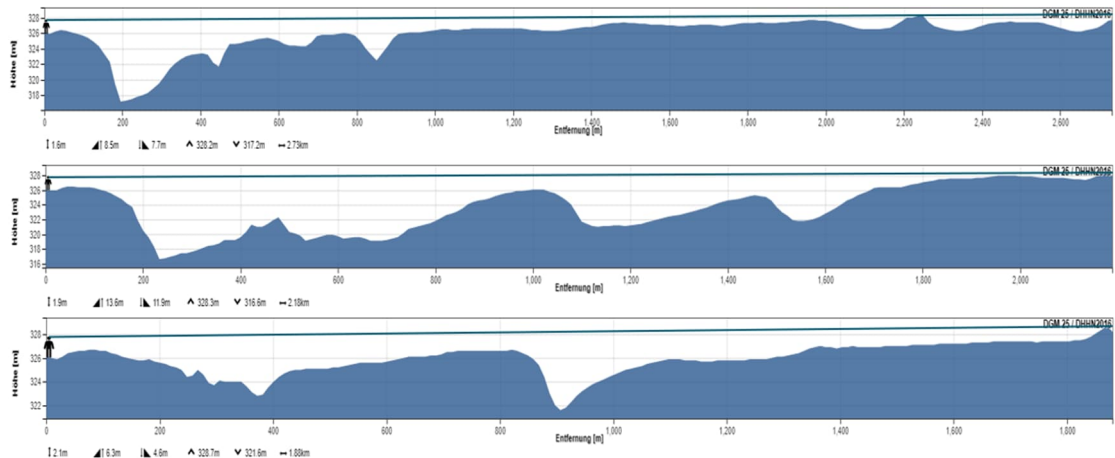 DGM 25 / DHHN2016
Höhe [m]
328
326
324
322
320
318
0 200 400 600 800 1,000 1,200 1,400 1,600 1,800 2,000 2,200 2,400 2,600
Entfernung [m]
1.6m 8.5m 7.7m 328.2m 317.2m 2.73km
DGM 25 / DHHN2016
Höhe [m]
328
326
324
322
320
318
316
0 200 400 600 800 1,000 1,200 1,400 1,600 1,800 2,000
Entfernung [m]
1.9m 13.6m 11.9m 328.3m 316.6m 2.18km
DGM 25 / DHHN2016
Höhe [m]
328
326
324
322
0 200 400 600 800 1,000 1,200 1,400 1,600 1,800
Entfernung [m]
2.1m 6.3m 4.6m 328.7m 321.6m 1.88km